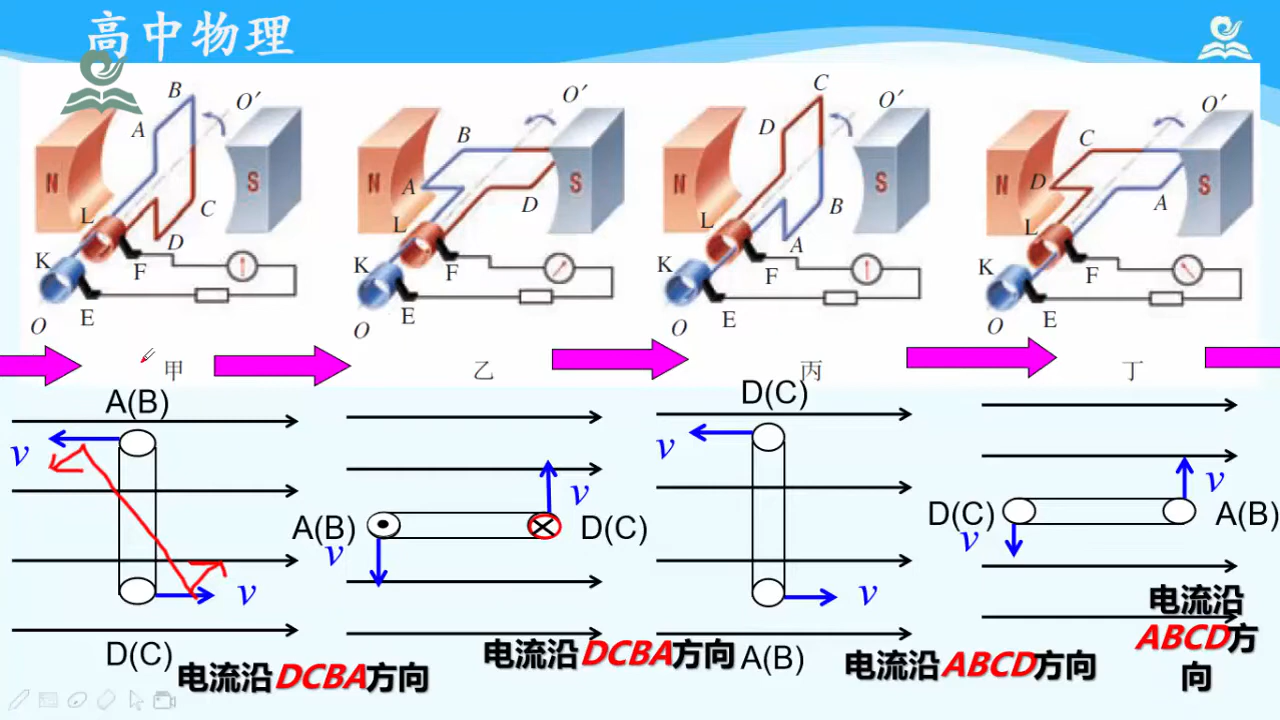 高中物理
B O′ A N S L C D K F E O
B O′ A N S L D K F E O
C O′ D N S L B A K F E O
C O′ D N S L A K F E O
甲 乙 丙 丁
A(B)
v
v
D(C)
A(B) D(C)
v
v
D(C)
v
v
A(B)
D(C) A(B)
v
v
电流沿DCBA方向
电流沿DCBA方向
电流沿ABCD方向
电流沿
ABCD方
向